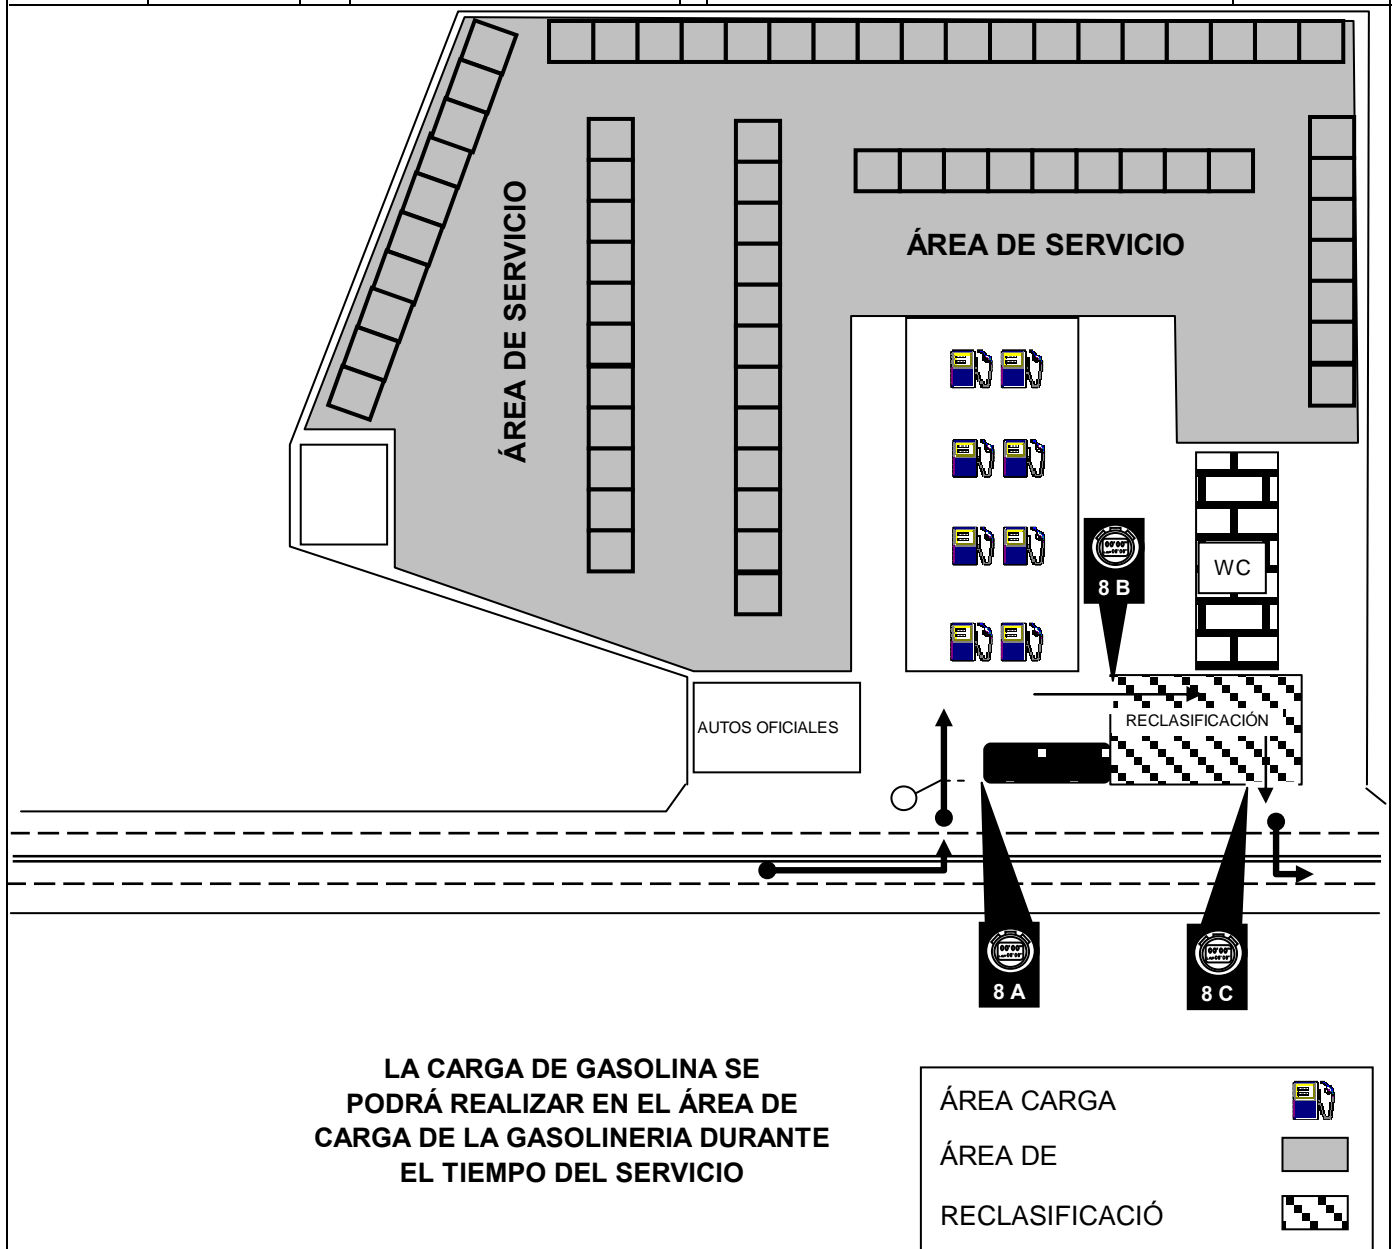 ÁREA DE SERVICIO
ÁREA DE SERVICIO
8 B
WC
RECLASIFICACIÓN
AUTOS OFICIALES
8 A
8 C
LA CARGA DE GASOLINA SE
PODRÁ REALIZAR EN EL ÁREA DE
CARGA DE LA GASOLINERIA DURANTE
EL TIEMPO DEL SERVICIO
ÁREA CARGA
ÁREA DE
RECLASIFICACIÓ